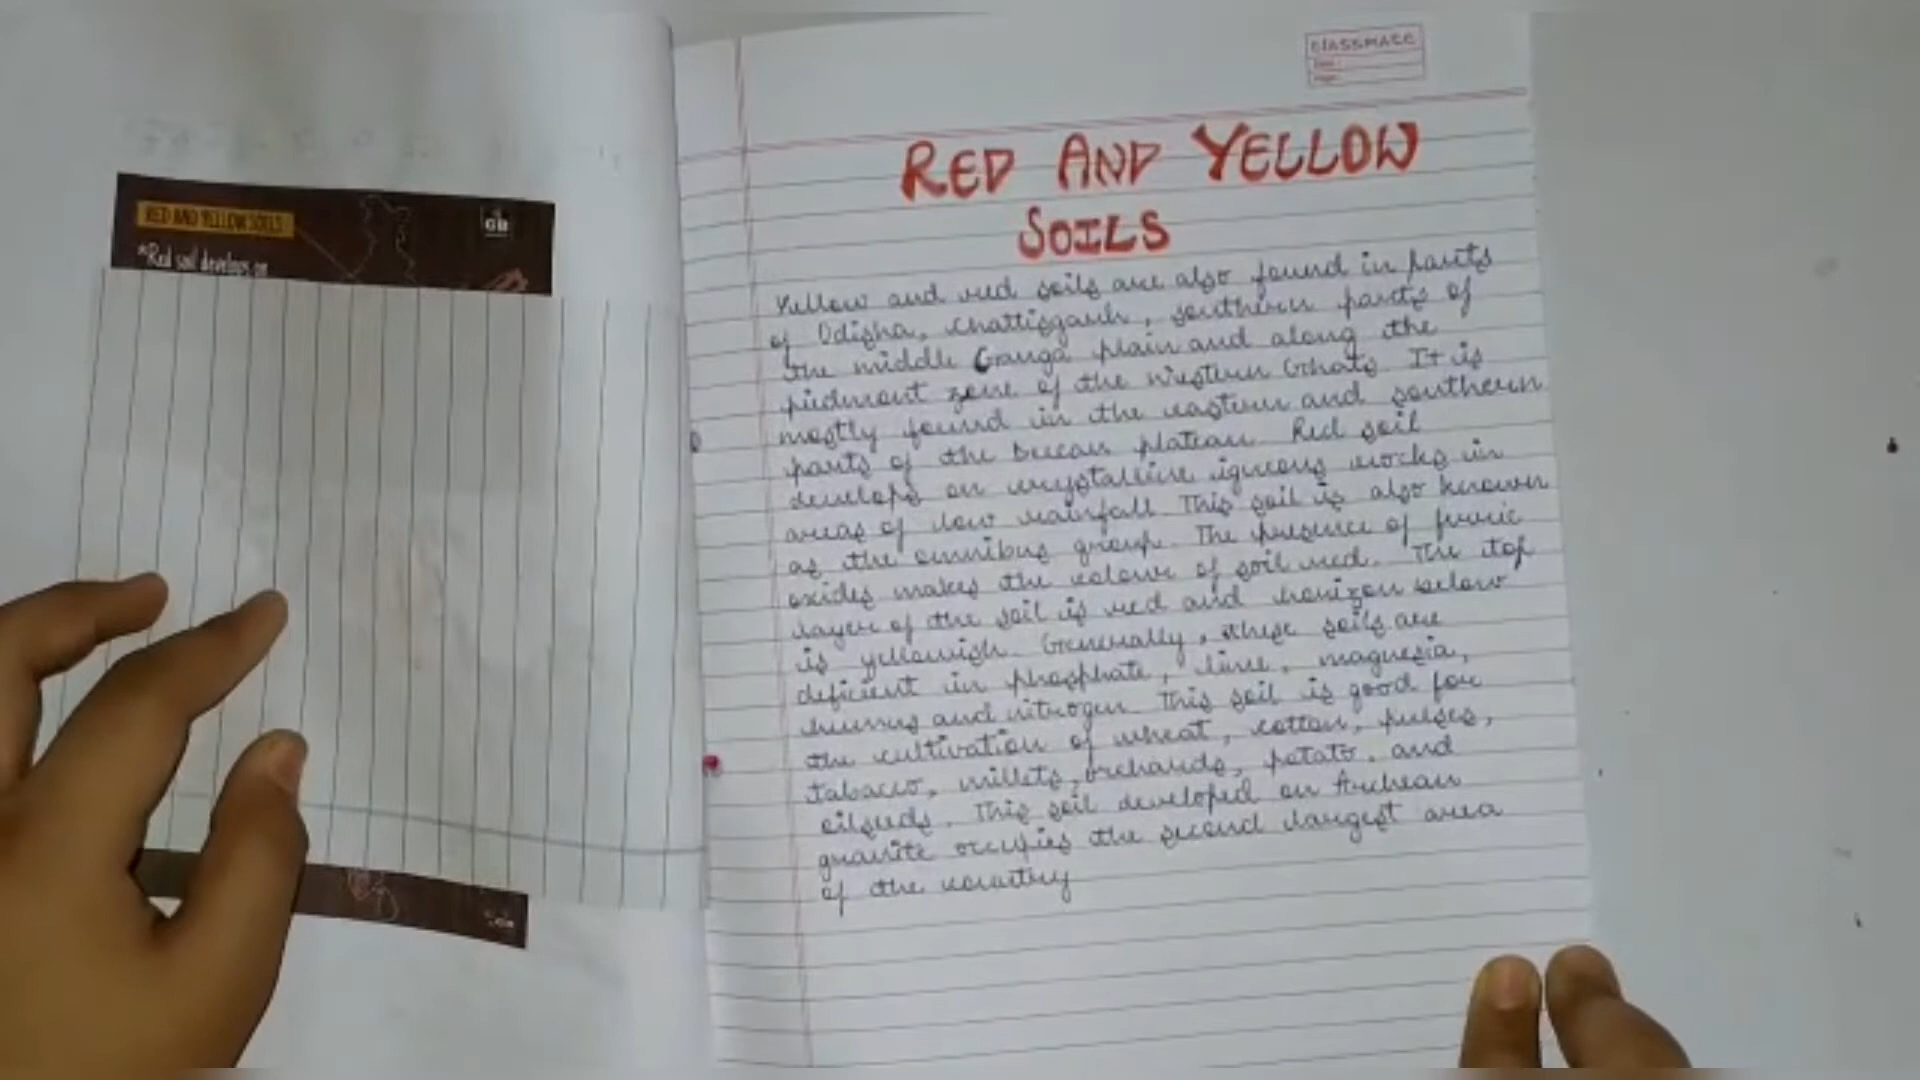 RED AND YELLOW SOILS
GB
*Red soil develops on
CLASSMATE
Date :
Page :
RED AND YELLOW
SOILS
Yellow and red soils are also found in parts
of Odisha, Chattisgarh, southern parts of
the middle Ganga plain and along the
piedmont zone of the Western Ghats. It is
mostly found in the eastern and southern
parts of the Deccan plateau. Red soil
develops on crystalline igneous rocks in
areas of low rainfall. This soil is also known
as the omnibus group. The presence of ferric
oxides makes the colour of soil red. The top
layer of the soil is red and horizon below
is yellowish. Generally, these soils are
deficient in phosphate, lime, magnesia,
humus and nitrogen. This soil is good for
the cultivation of wheat, cotton, pulses,
tabacco, millets, orchards, potato, and
oilseeds. This soil developed on Archean
granite occupies the second largest area
of the country